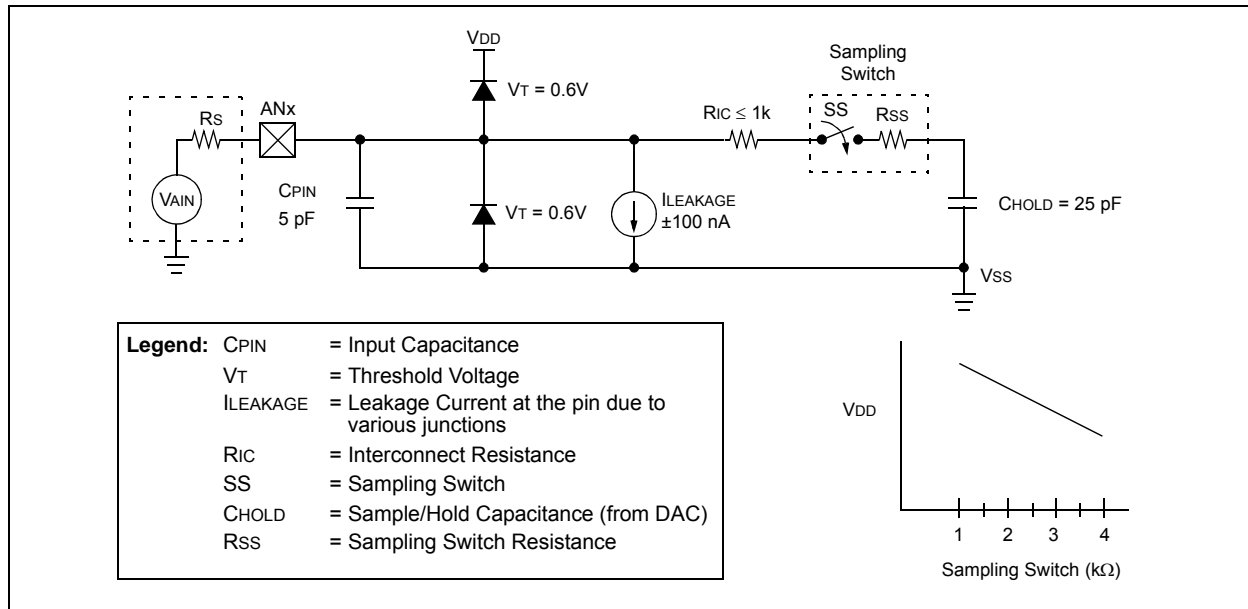 VDD
Sampling
Switch
VT = 0.6V
RS
ANx
RIC ≤ 1k
SS
RSS
VAIN
CPIN
5 pF
VT = 0.6V
ILEAKAGE
±100 nA
CHOLD = 25 pF
VSS
Legend: CPIN = Input Capacitance
VT = Threshold Voltage
ILEAKAGE = Leakage Current at the pin due to
various junctions
RIC = Interconnect Resistance
SS = Sampling Switch
CHOLD = Sample/Hold Capacitance (from DAC)
RSS = Sampling Switch Resistance
VDD
1 2 3 4
Sampling Switch (kΩ)